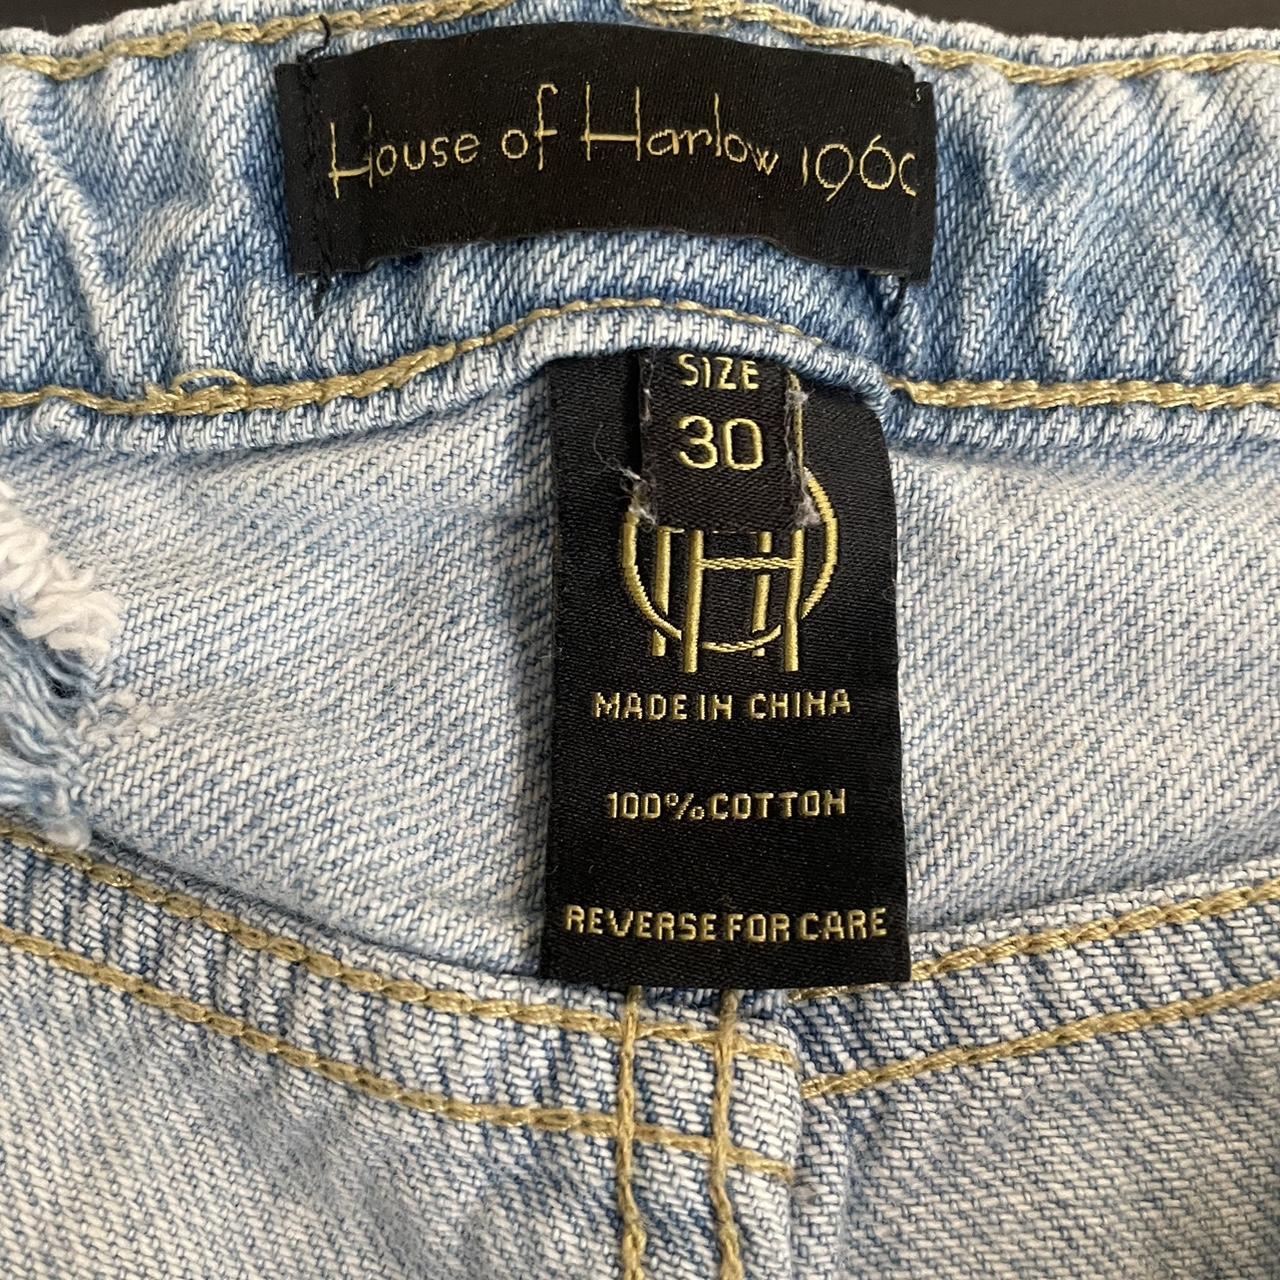 House of Harlow 1960
SIZE
30
MADE IN CHINA
100%COTTON
REVERSE FOR CARE